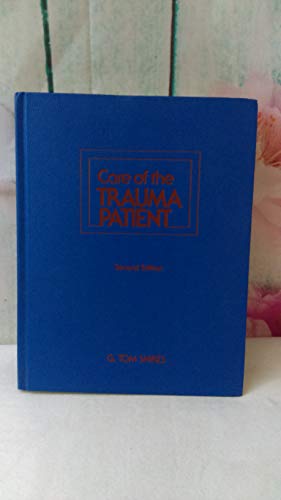 Care of the
TRAUMA
PATIENT
Second Edition
G. TOM SHIRES